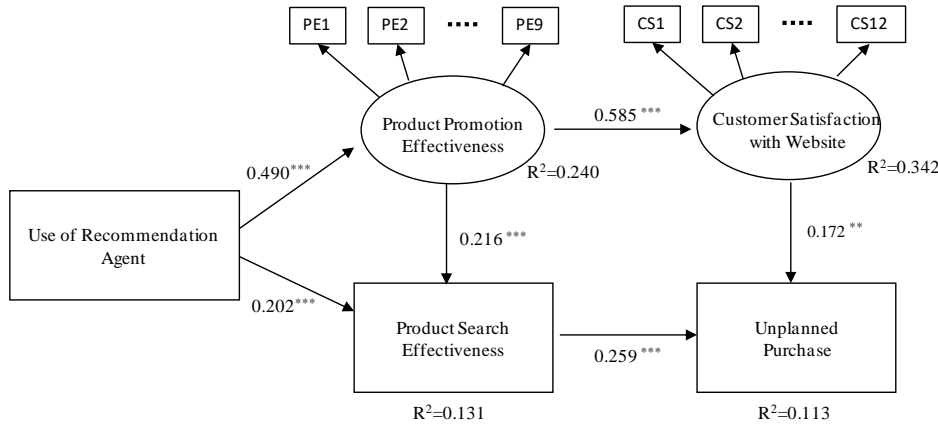 PE1
PE2
....
PE9
CS1
CS2
....
CS12
Product Promotion
Effectiveness
R²=0.240
0.585 ***
Customer Satisfaction
with Website
R²=0.342
0.490***
Use of Recommendation
Agent
0.216 ***
0.172 **
0.202***
Product Search
Effectiveness
R²=0.131
0.259 ***
Unplanned
Purchase
R²=0.113